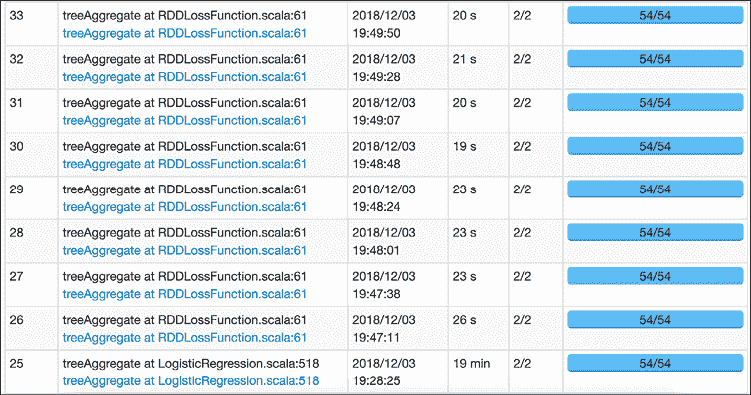 33 treeAggregate at RDDLossFunction.scala:61 2018/12/03 20 s 2/2 54/54
treeAggregate at RDDLossFunction.scala:61 19:49:50
32 treeAggregate at RDDLossFunction.scala:61 2018/12/03 21 s 2/2 54/54
treeAggregate at RDDLossFunction.scala:61 19:49:28
31 treeAggregate at RDDLossFunction.scala:61 2018/12/03 20 s 2/2 54/54
treeAggregate at RDDLossFunction.scala:61 19:49:07
30 treeAggregate at RDDLossFunction.scala:61 2018/12/03 19 s 2/2 54/54
treeAggregate at RDDLossFunction.scala:61 19:48:48
29 treeAggregate at RDDLossFunction.scala:61 2018/12/03 23 s 2/2 54/54
treeAggregate at RDDLossFunction.scala:61 19:48:24
28 treeAggregate at RDDLossFunction.scala:61 2018/12/03 23 s 2/2 54/54
treeAggregate at RDDLossFunction.scala:61 19:48:01
27 treeAggregate at RDDLossFunction.scala:61 2018/12/03 23 s 2/2 54/54
treeAggregate at RDDLossFunction.scala:61 19:47:38
26 treeAggregate at RDDLossFunction.scala:61 2018/12/03 26 s 2/2 54/54
treeAggregate at RDDLossFunction.scala:61 19:47:11
25 treeAggregate at LogisticRegression.scala:518 2018/12/03 19 min 2/2 54/54
treeAggregate at LogisticRegression.scala:518 19:28:25